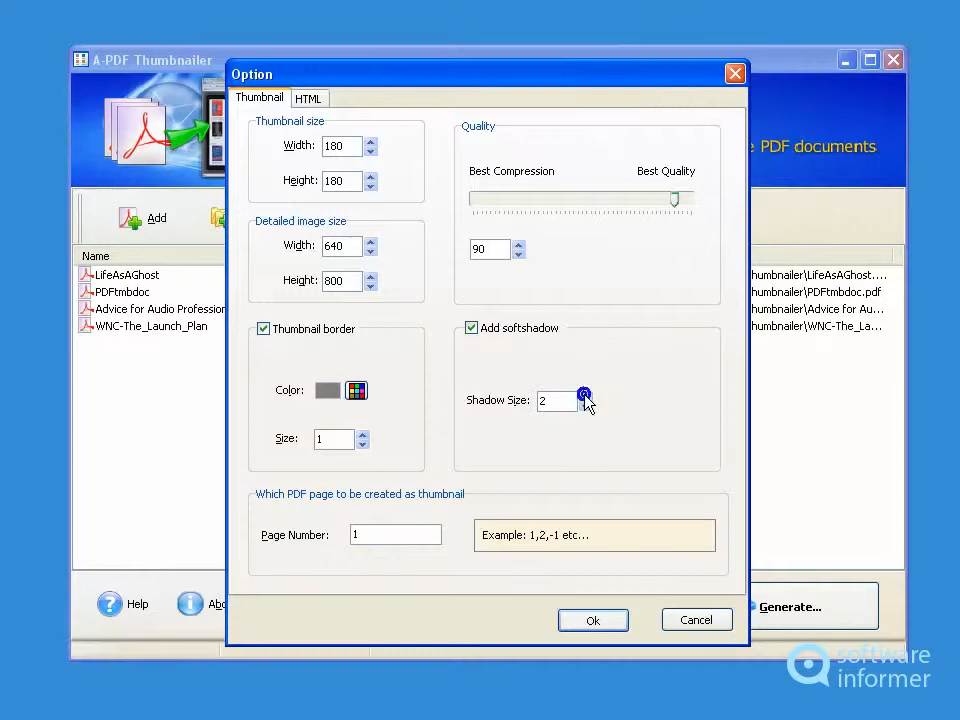 A-PDF Thumbnailer
Option
Thumbnail HTML
Thumbnail size
Width: 180
Height: 180
Quality
Best Compression Best Quality
90
Detailed image size
Width: 640
Height: 800
Thumbnail border
Color:
Size: 1
Add softshadow
Shadow Size: 2
Which PDF page to be created as thumbnail
Page Number: 1
Example: 1,2,-1 etc...
Ok Cancel
PDF documents
Add
Name
LifeAsAGhost humbnailer\LifeAsAGhost....
PDFtmbdoc humbnailer\PDFtmbdoc.pdf
Advice for Audio Profession humbnailer\Advice for Au...
WNC-The_Launch_Plan humbnailer\WNC-The_La...
Help Abo Generate...
software
informer